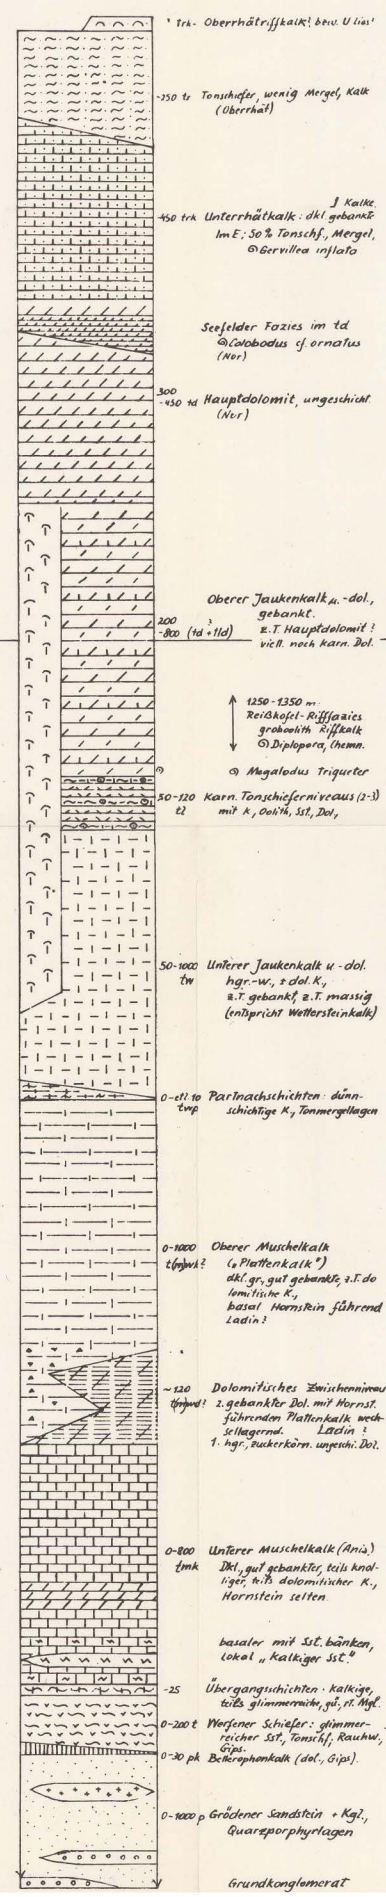 trk- Oberrhätriffkalk! bezw. U lias!
-250 tr Tonschiefer, wenig Mergel, Kalk
(Oberrhät)
Kalke
-450 trk Unterrhätkalk: dkl. gebankte
Im E; 50% Tonschf., Mergel,
Gervillea inflata
Seefelder Fazies im td
Colobodus cf. ornatus
(Nor)
300
-450 td Hauptdolomit, ungeschicht.
(Nor)
Oberer Jaukenkalk u. -dol.,
gebankt.
200
-800 (td + tld) z.T. Hauptdolomit?
viell. noch karn. Dol.
1250-1350 m
Reißkofel-Rifffazies
groboolith Riffkalk
Diplopora, Chemn.
Megalodus Triqueter
50-120 Karn. Tonschieferniveaus (2-3)
tl mit K, Oolith, Sst., Dol.,
50-1000 Unterer Jaukenkalk u -dol.
tw hgr.-w., ± dol. K.,
z.T. gebankt, z.T. massig
(entspricht Wettersteinkalk)
0-etl. 10 Partnachschichten: dünn-
twp schichtige K., Tonmergellagen
0-1000 Oberer Muschelkalk
t(m)wk? („Plattenkalk")
dkl. gr., gut gebankte, z.T. do
lomitische K.,
basal Hornstein führend
Ladin?
~120 Dolomitisches Zwischenniveau
t(m)wd? 2. gebankter Dol. mit Hornst.
führenden Plattenkalk wech-
sellagernd. Ladin?
1. hgr., zuckerkörn. ungeschi. Dol.
0-800 Unterer Muschelkalk (Anis.)
tmk Dkl., gut gebankter, teils knol-
liger, teils dolomitischer K.,
Hornstein selten
basaler mit Sst. bänken,
lokal „kalkiger Sst."
-25 Übergangsschichten: kalkige,
teils glimmerreiche, gü, rt. Mgl.
0-200 t Werfener Schiefer: glimmer-
reicher Sst., Tonschf., Rauhw.,
Gips.
0-30 pk Bellerophonkalk (dol., Gips).
0-1000 p Grödener Sandstein + Kgl.,
Quarzporphyrlagen
Grundkonglomerat